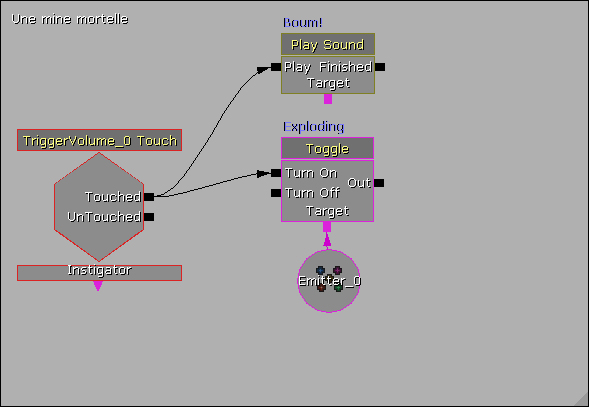 Une mine mortelle
Boum!
Play Sound
Play Finished
Target
TriggerVolume_0 Touch
Touched
UnTouched
Instigator
Exploding
Toggle
Turn On
Out
Turn Off
Target
Emitter_0